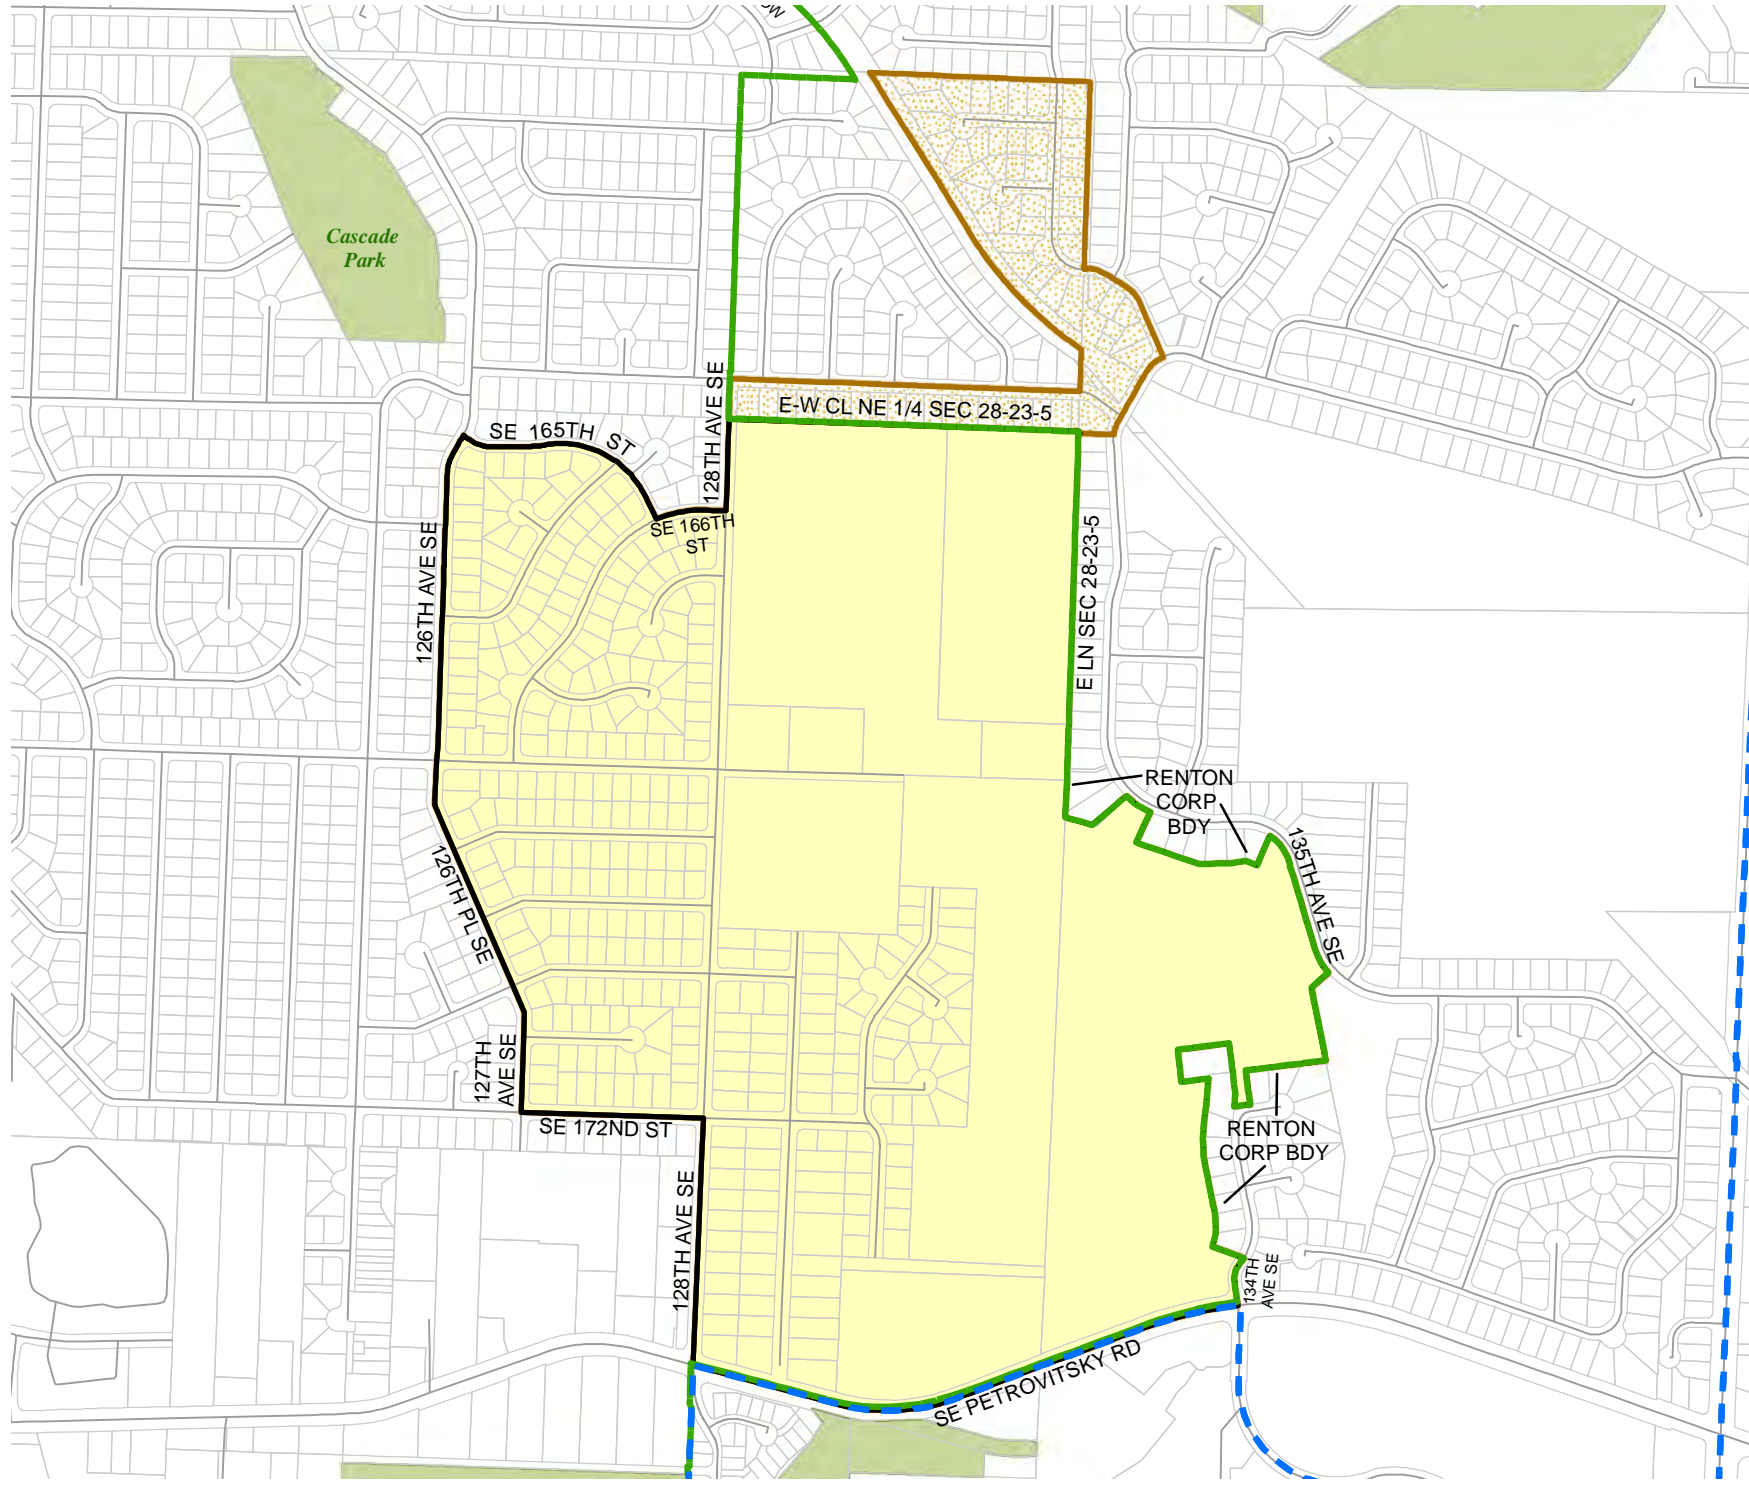 SW
Cascade
Park
128TH AVE SE
E-W CL NE 1/4 SEC 28-23-5
SE 165TH ST
SE 166TH
ST
126TH AVE SE
E LN SEC 28-23-5
RENTON
CORP
BDY
135TH AVE SE
126TH PL SE
127TH
AVE SE
SE 172ND ST
RENTON
CORP BDY
128TH AVE SE
134TH
AVE SE
SE PETROVITSKY RD